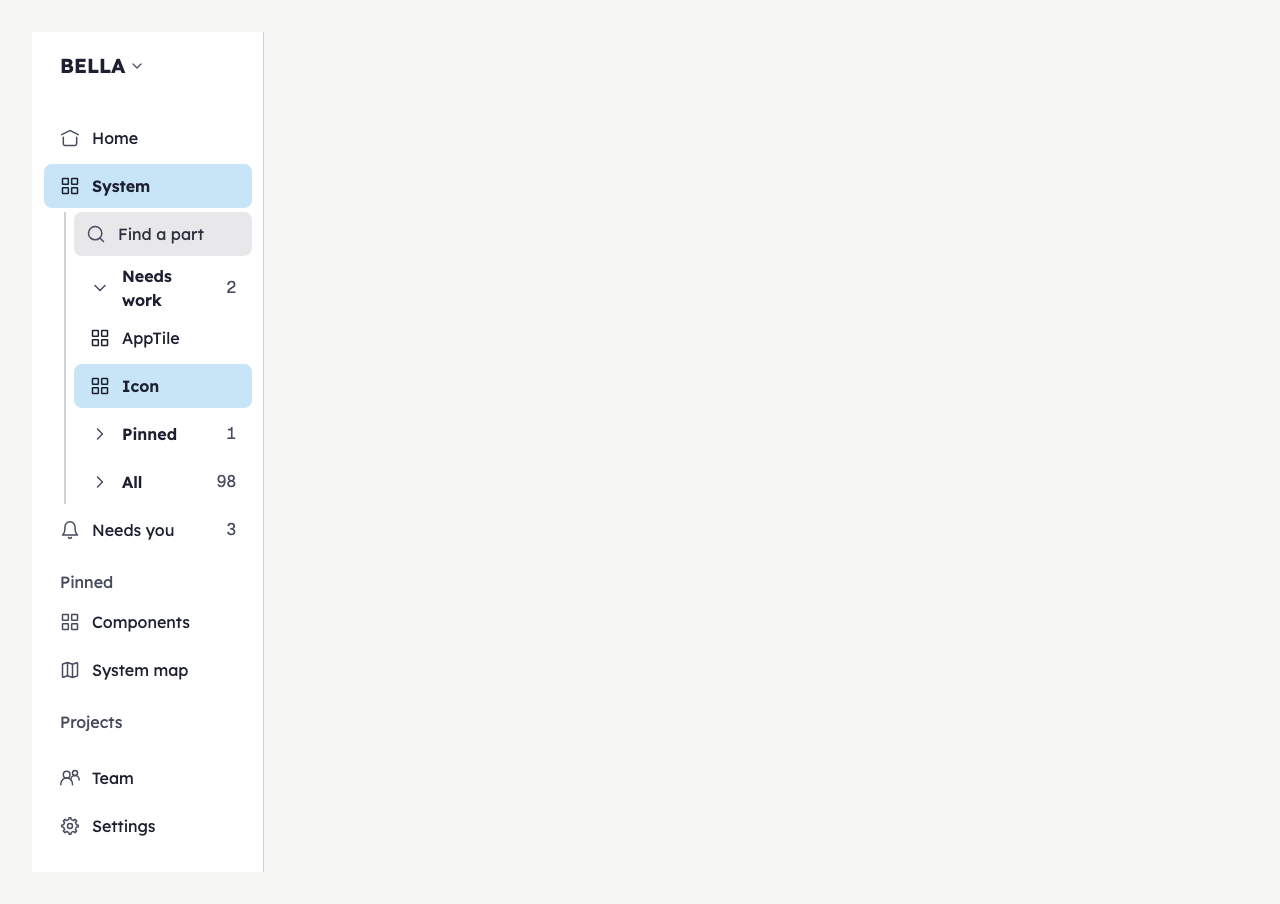 BELLA
Home
System
Find a part
Needs
work
2
AppTile
Icon
Pinned 1
All 98
Needs you 3
Pinned
Components
System map
Projects
Team
Settings